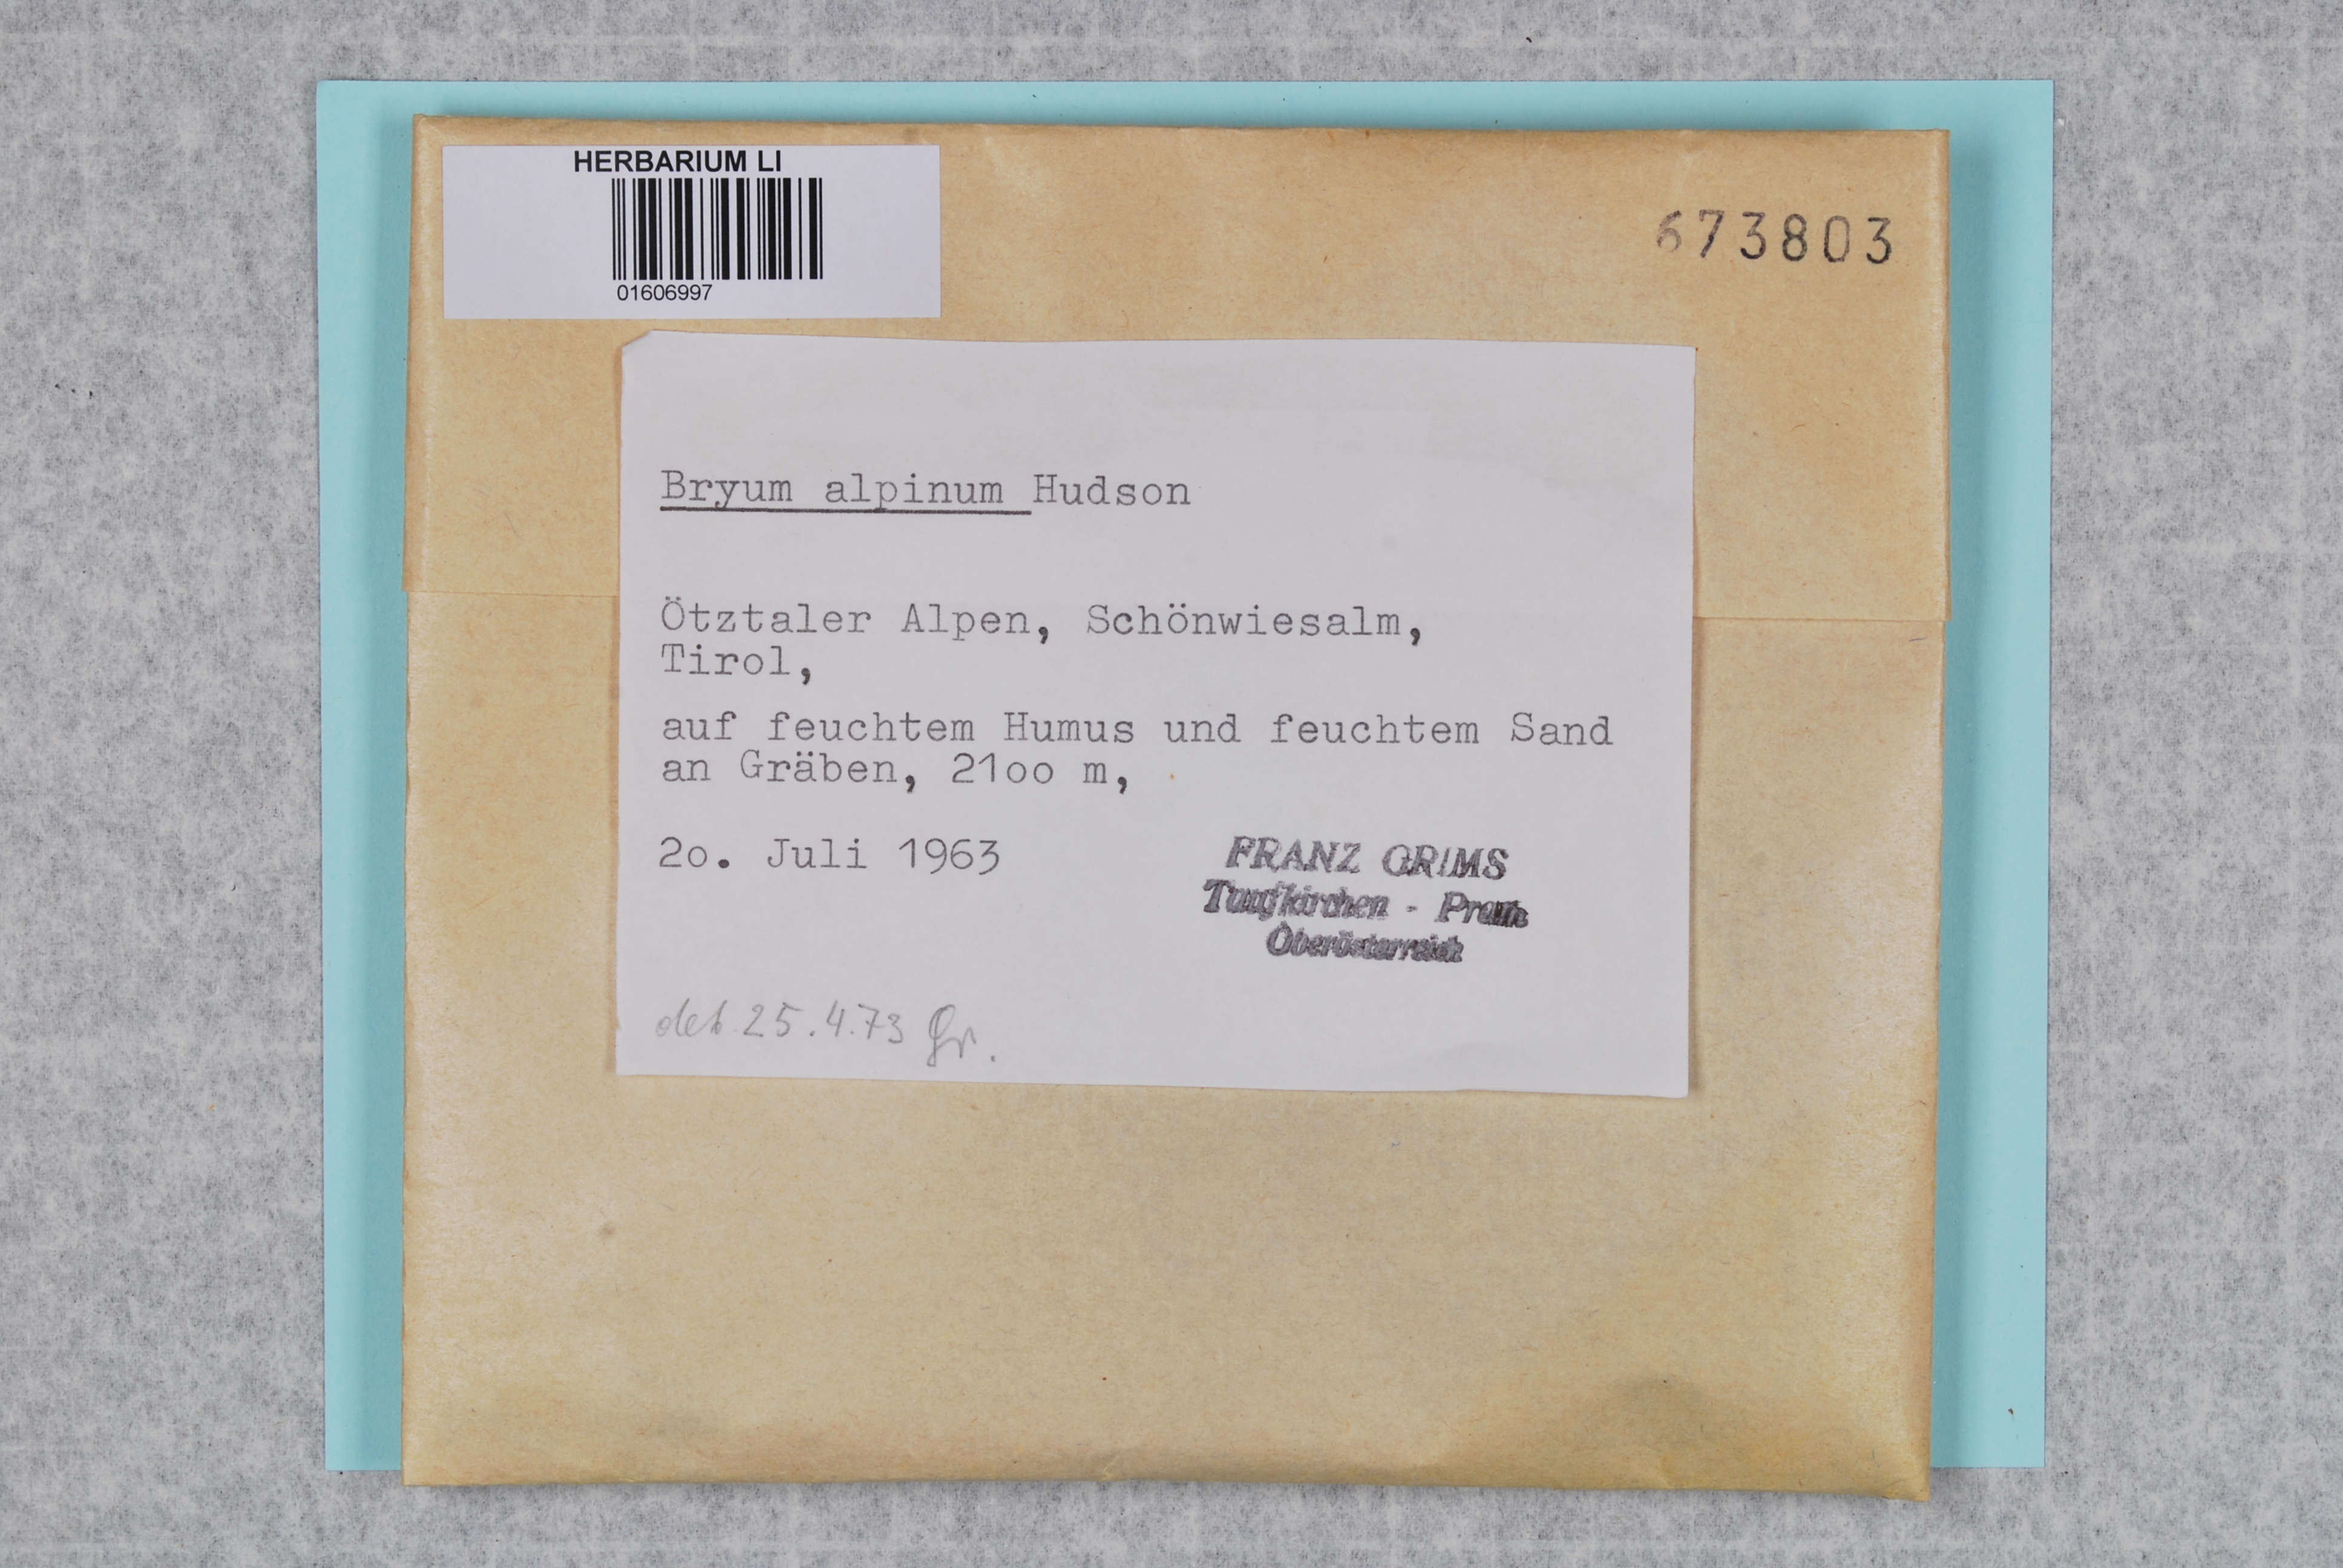 HERBARIUM LI
01606997
673803
Bryum alpinum Hudson
Ötztaler Alpen, Schönwiesalm,
Tirol,
auf feuchtem Humus und feuchtem Sand
an Gräben, 21oo m,
2o. Juli 1963
FRANZ GRIMS
Taufkirchen - Pram
Oberösterreich
det. 25.4.73 Gr.